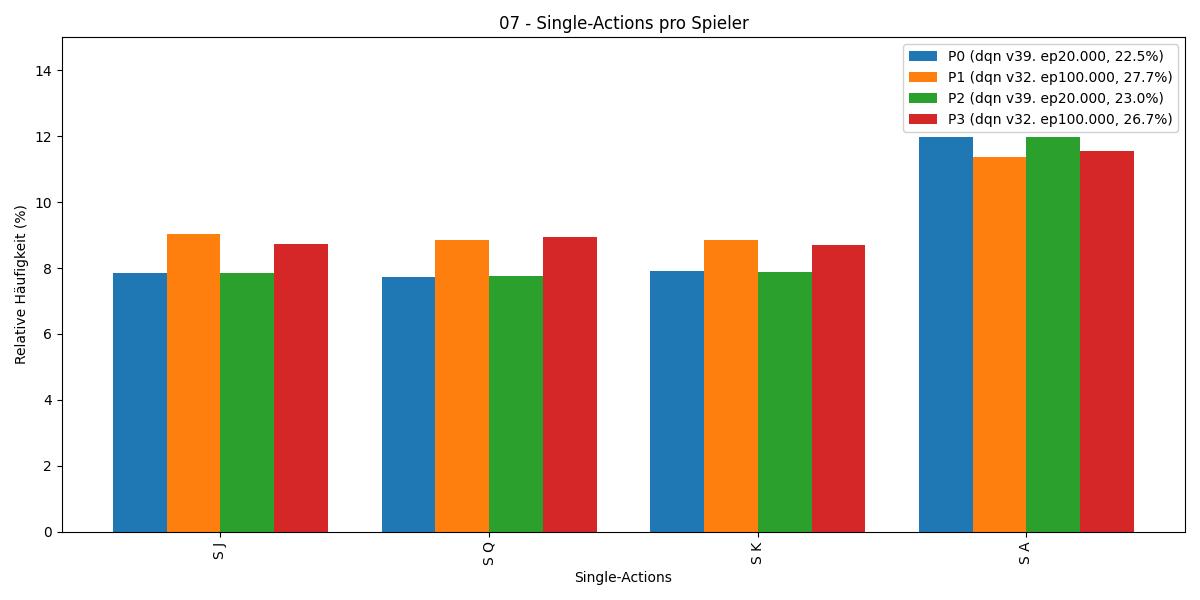 07 - Single-Actions pro Spieler
P0 (dqn v39. ep20.000, 22.5%)
P1 (dqn v32. ep100.000, 27.7%)
P2 (dqn v39. ep20.000, 23.0%)
P3 (dqn v32. ep100.000, 26.7%)
Relative Häufigkeit (%)
14
12
10
8
6
4
2
0
S J
S Q
S K
S A
Single-Actions